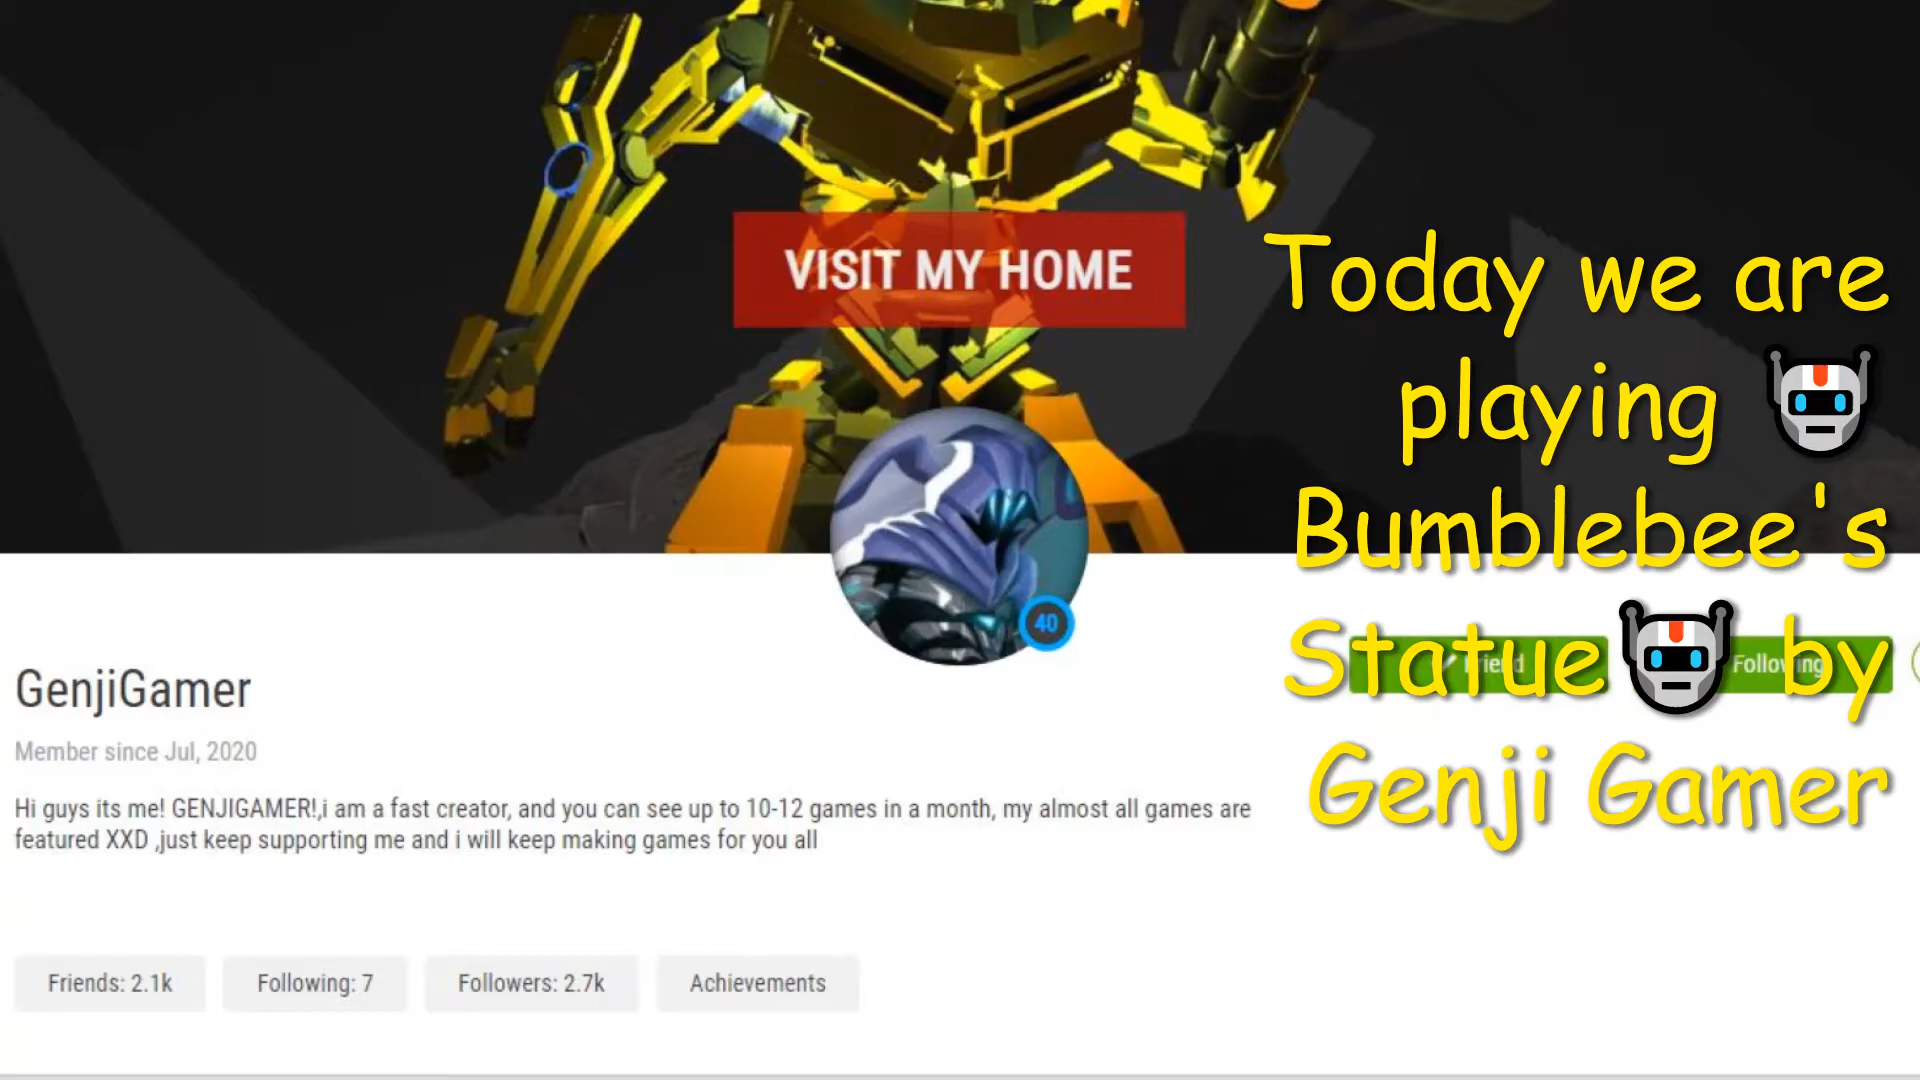 VISIT MY HOME
Today we are
playing
Bumblebee's
Statue by
Genji Gamer
40
Friend
Following
GenjiGamer
Member since Jul, 2020
Hi guys its me! GENJIGAMER!,i am a fast creator, and you can see up to 10-12 games in a month, my almost all games are
featured XXD ,just keep supporting me and i will keep making games for you all
Friends: 2.1k
Following: 7
Followers: 2.7k
Achievements